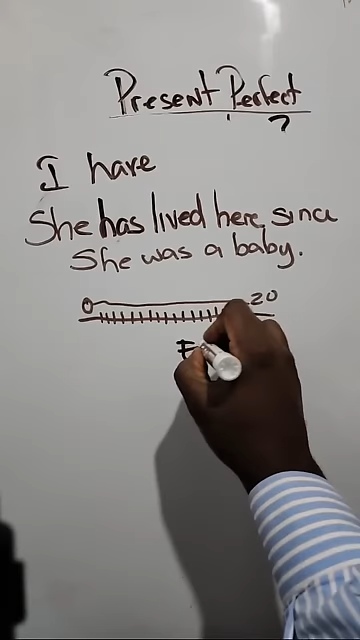 Present Perfect
?
I have
She has lived here since
she was a baby.
0 20
F